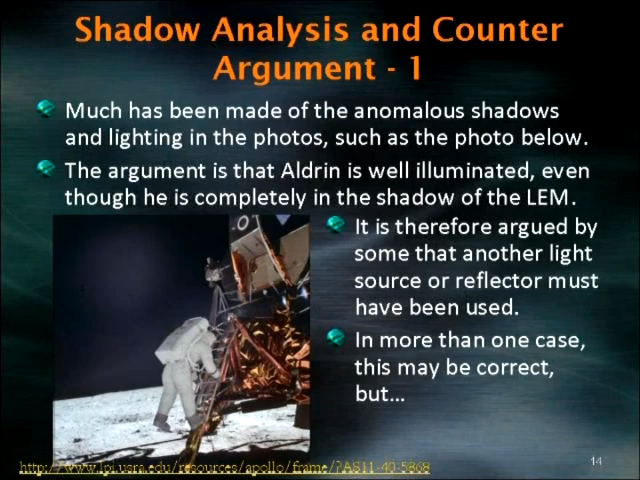 Shadow Analysis and Counter
Argument - 1
Much has been made of the anomalous shadows
and lighting in the photos, such as the photo below.
The argument is that Aldrin is well illuminated, even
though he is completely in the shadow of the LEM.
It is therefore argued by
some that another light
source or reflector must
have been used.
In more than one case,
this may be correct,
but...
http://www.lpi.usra.edu/resources/apollo/frame/?AS11-40-5868
14